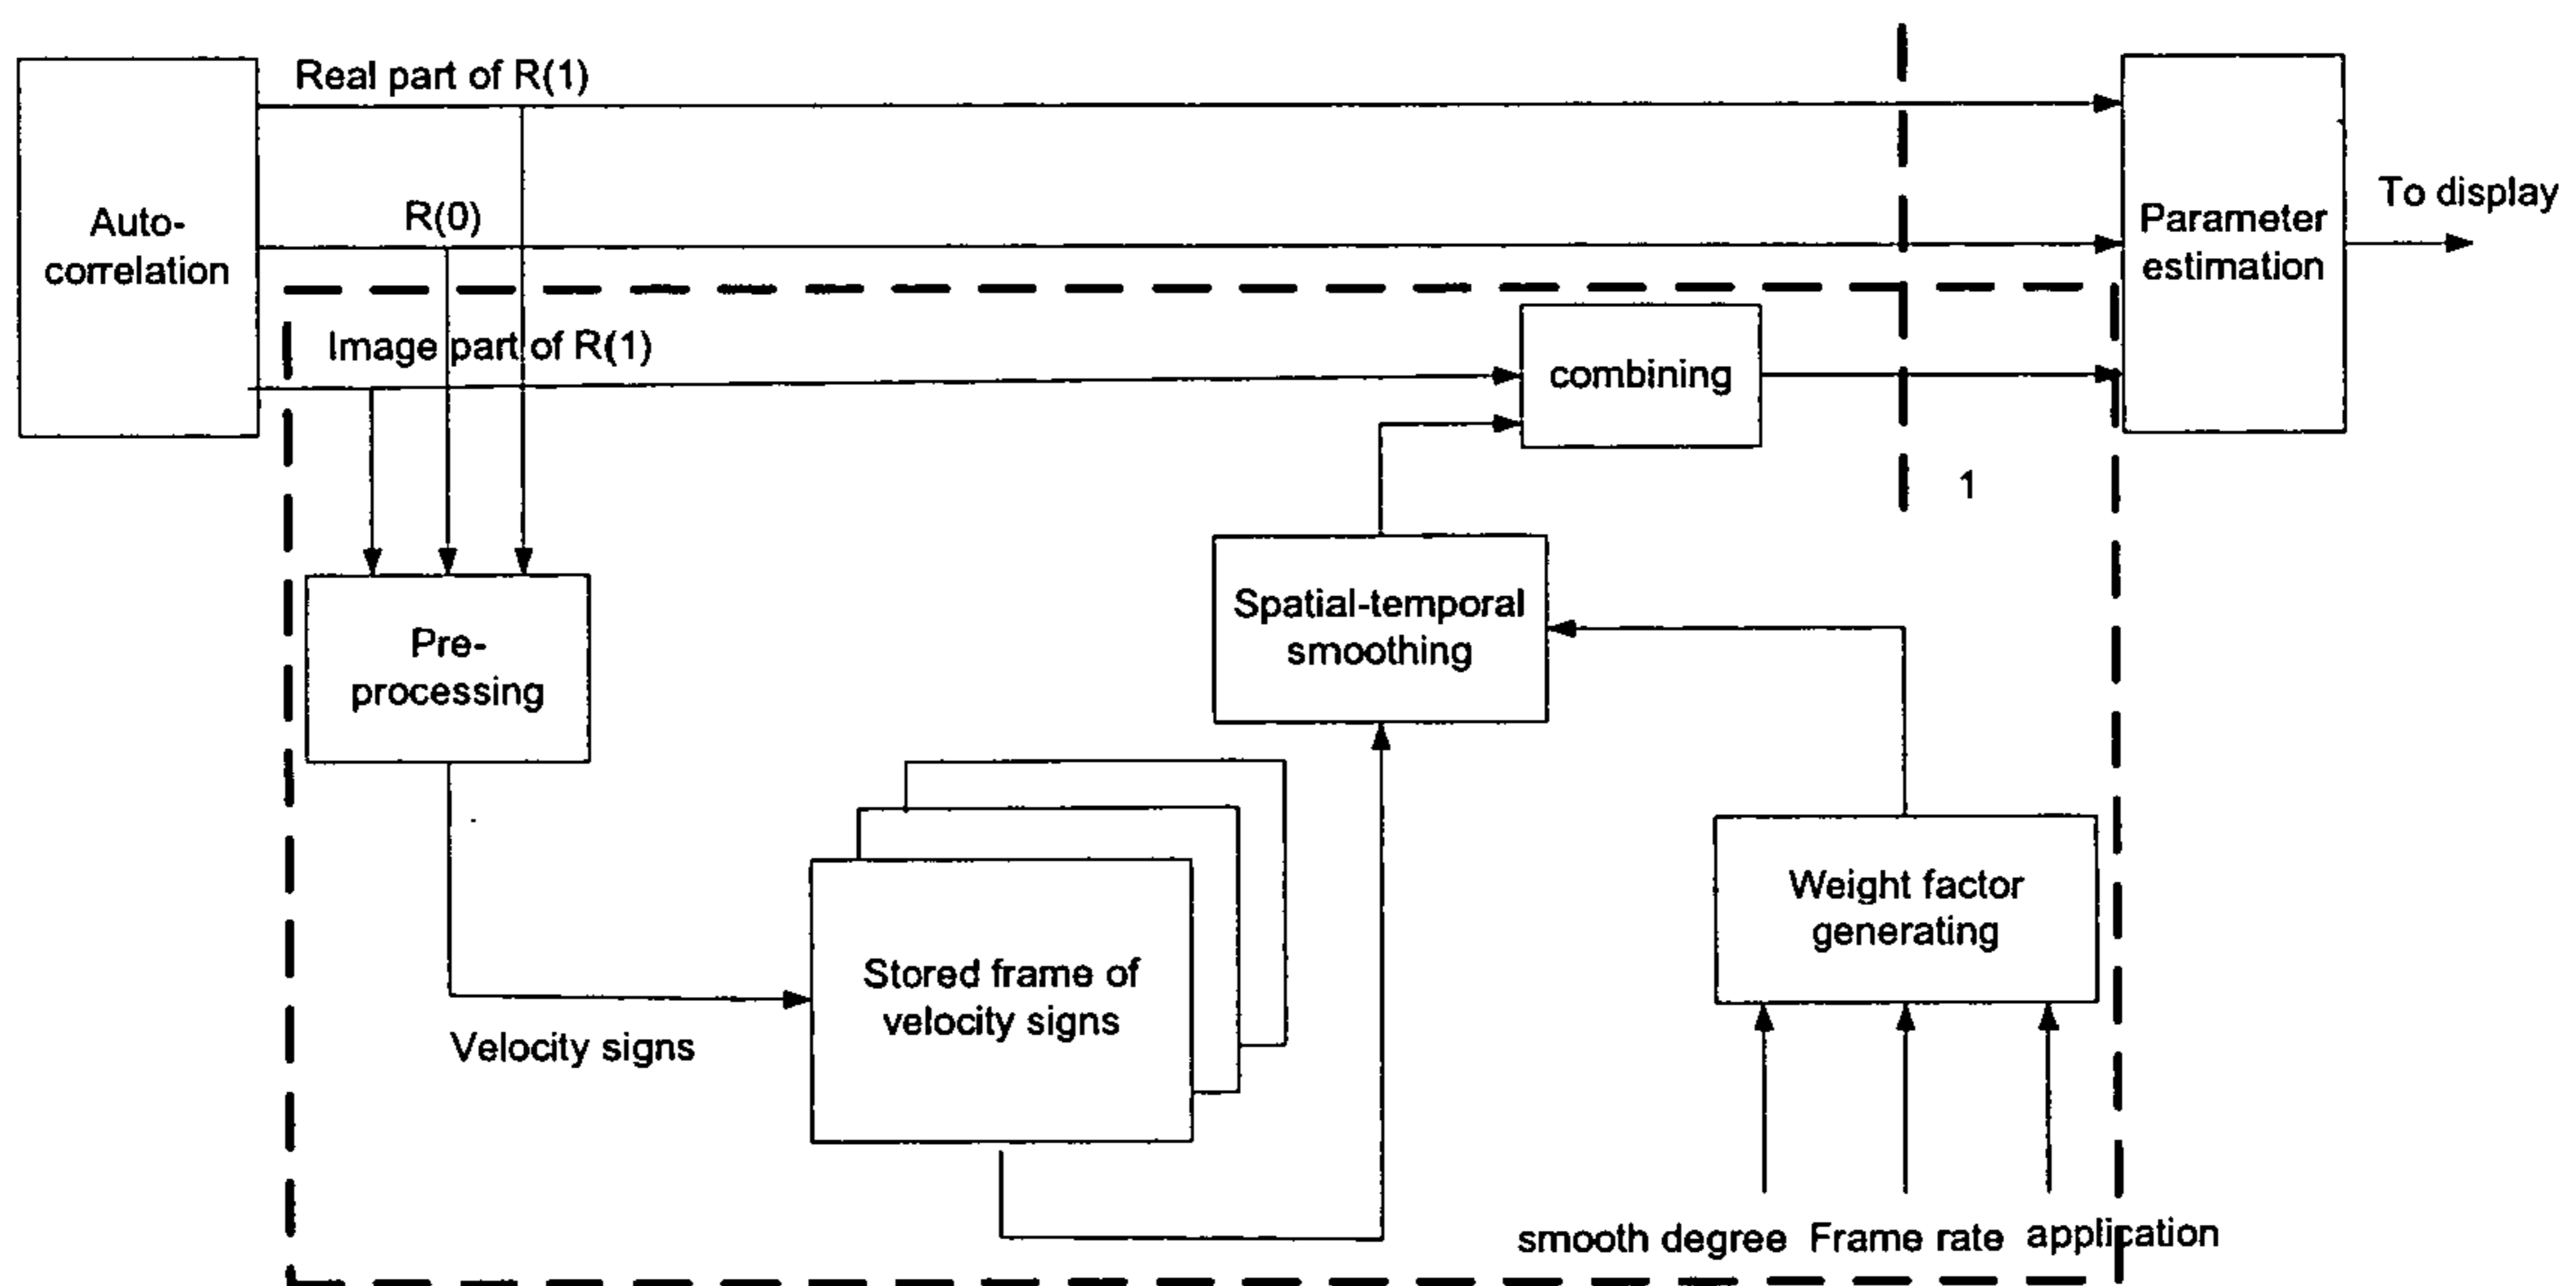 Real part of R(1)
To display
Auto-
correlation
R(0)
Parameter
estimation
Image part of R(1)
combining
1
Spatial-temporal
smoothing
Pre-
processing
Weight factor
generating
Stored frame of
velocity signs
Velocity signs
smooth degree Frame rate application